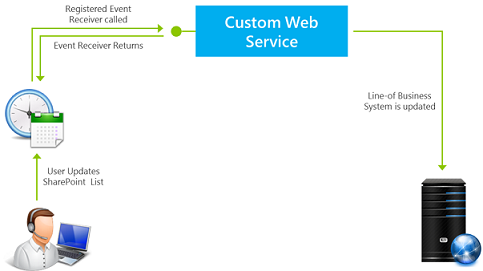 Registered Event
Receiver called
Event Receiver Returns
Custom Web
Service
Line-of Business
System is updated
User Updates
SharePoint List